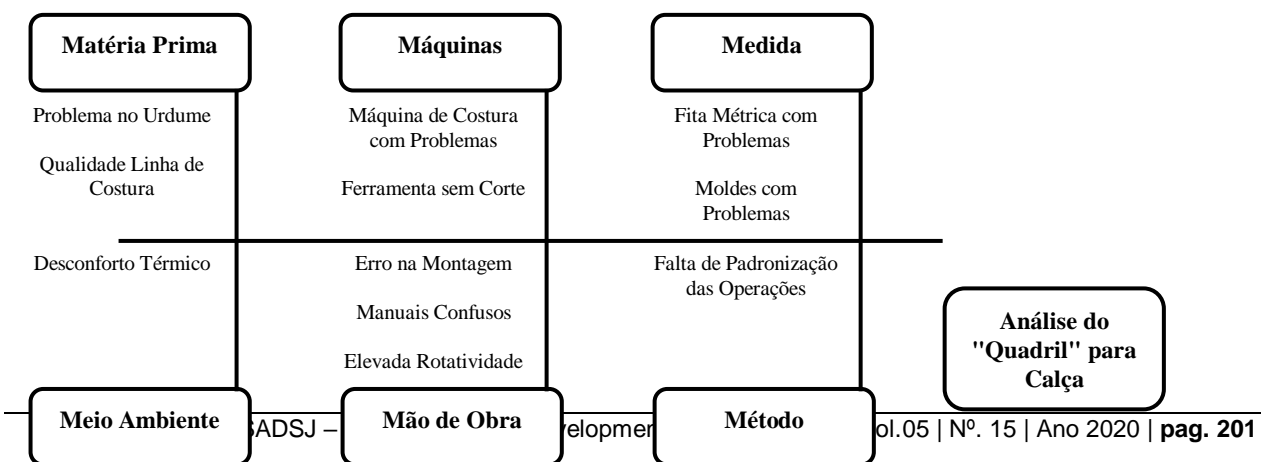 Matéria Prima
Máquinas
Medida
Problema no Urdume
Qualidade Linha de
Costura
Máquina de Costura
com Problemas
Ferramenta sem Corte
Fita Métrica com
Problemas
Moldes com
Problemas
Desconforto Térmico
Erro na Montagem
Manuais Confusos
Elevada Rotatividade
Falta de Padronização
das Operações
Análise do
"Quadril" para
Calça
Meio Ambiente
Mão de Obra
Método
SADSJ – | Nº. 15 | Ano 2020 | pag. 201